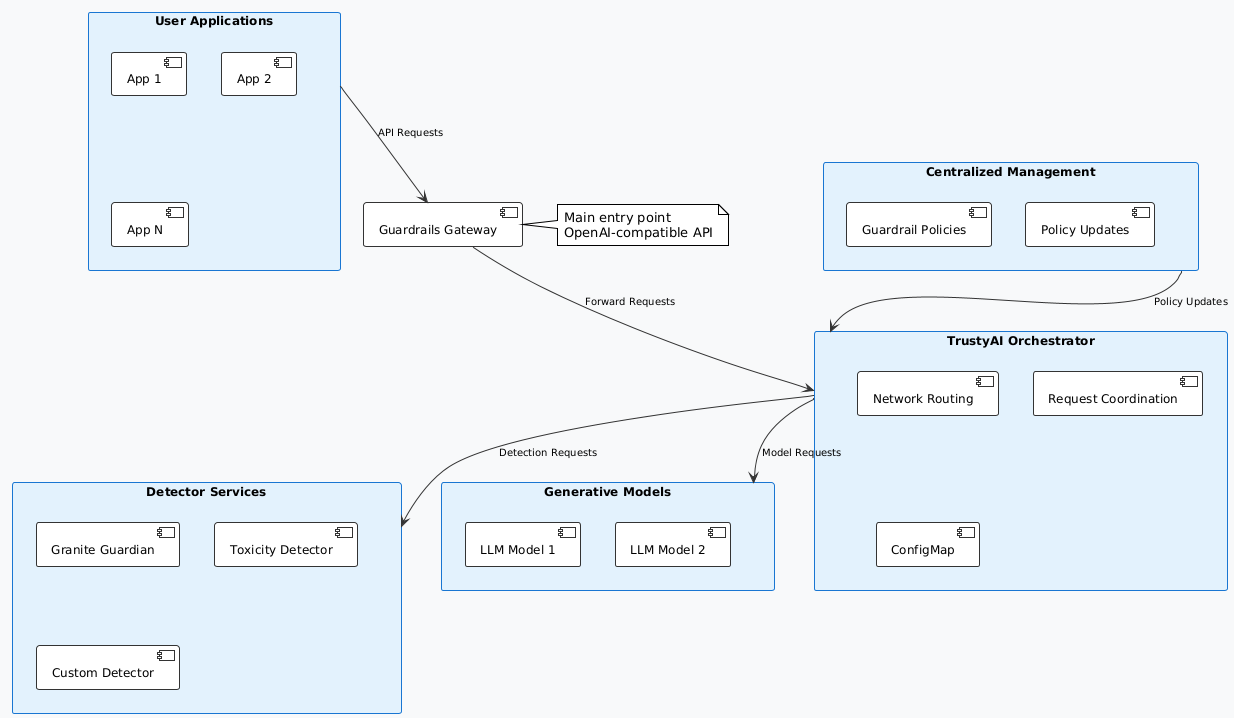 User Applications
App 1
App 2
App N
API Requests
Guardrails Gateway
Main entry point
OpenAI-compatible API
Centralized Management
Guardrail Policies
Policy Updates
Forward Requests
Policy Updates
TrustyAI Orchestrator
Network Routing
Request Coordination
ConfigMap
Detection Requests
Model Requests
Detector Services
Granite Guardian
Toxicity Detector
Custom Detector
Generative Models
LLM Model 1
LLM Model 2